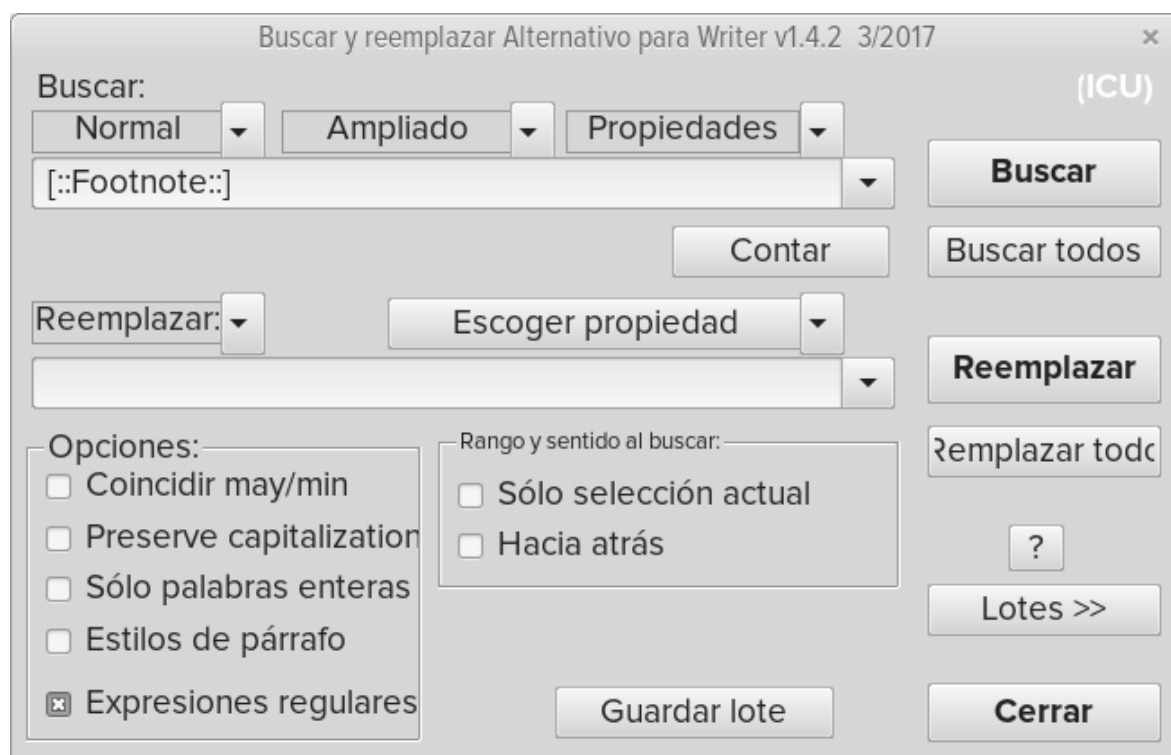 Buscar y reemplazar Alternativo para Writer v1.4.2 3/2017
Buscar:
(ICU)
Normal Ampliado Propiedades
[::Footnote::]
Buscar
Contar
Buscar todos
Reemplazar: Escoger propiedad
Reemplazar
Opciones:
Coincidir may/min
Preserve capitalization
Sólo palabras enteras
Estilos de párrafo
Expresiones regulares
Rango y sentido al buscar:
Sólo selección actual
Hacia atrás
Remplazar todo
?
Lotes >>
Guardar lote
Cerrar